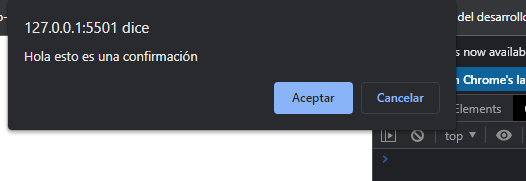 127.0.0.1:5501 dice
Hola esto es una confirmación
Aceptar
Cancelar
del desarrollo
now availab
Chrome's la
Elements
top